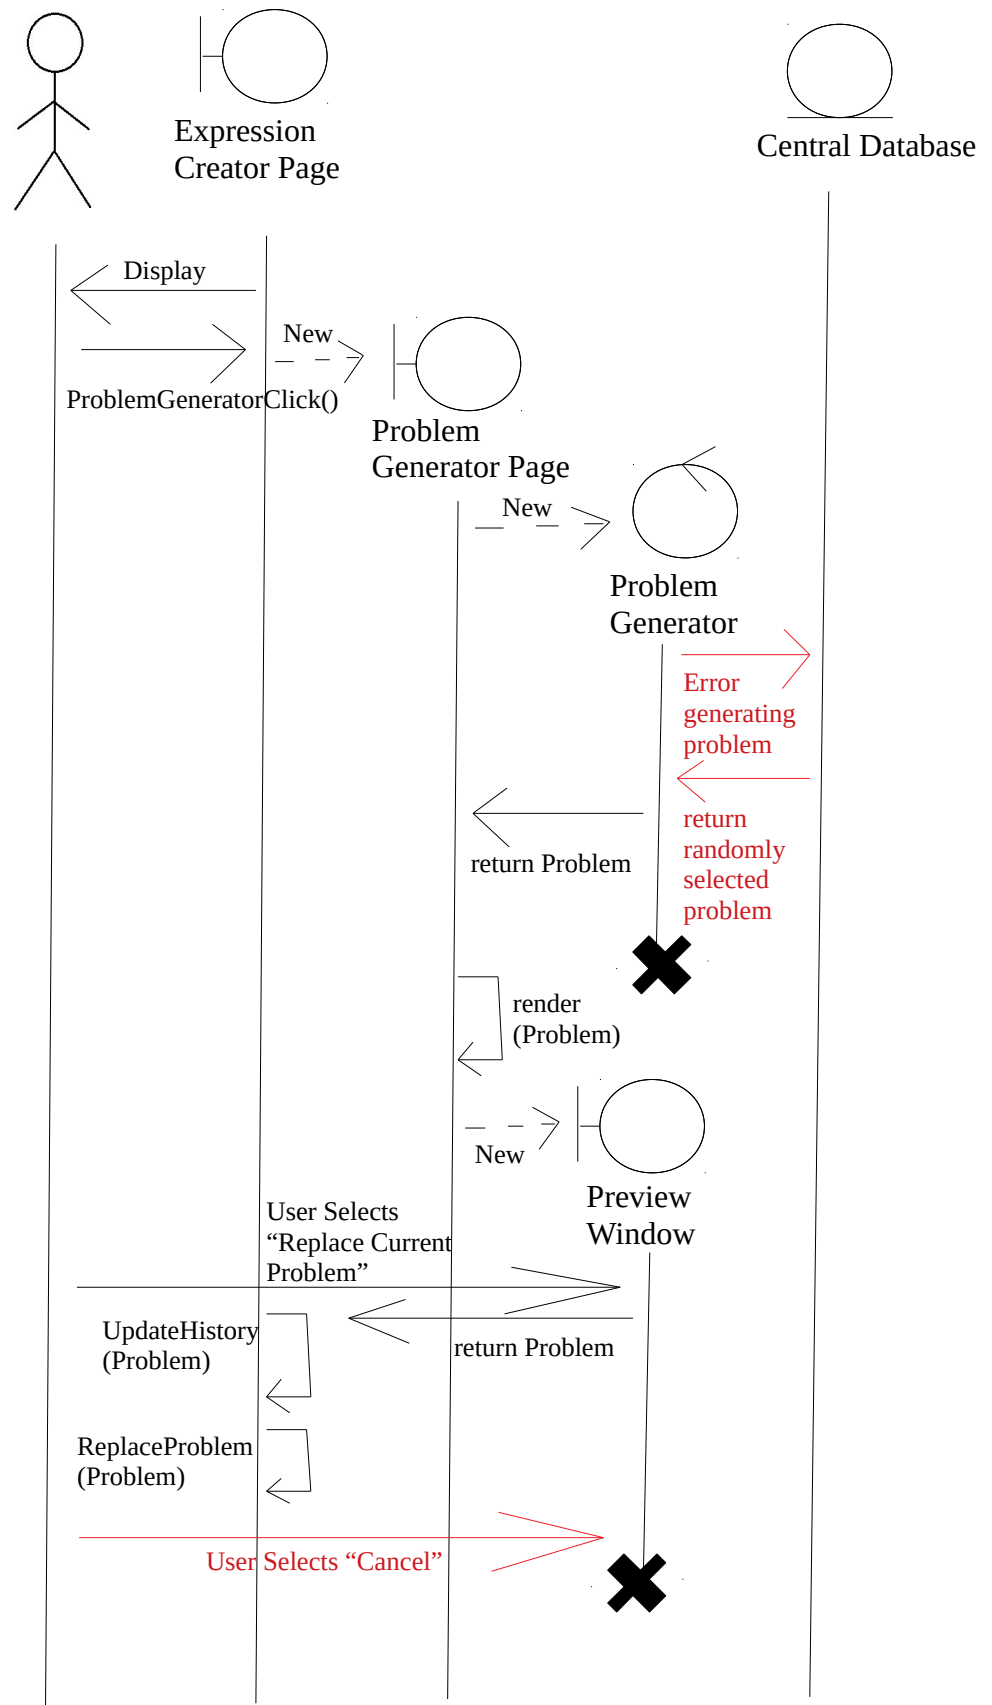 Expression
Creator Page
Central Database
Display
New
ProblemGeneratorClick()
Problem
Generator Page
New
Problem
Generator
Error
generating
problem
return
randomly
selected
problem
return Problem
render
(Problem)
New
Preview
Window
User Selects
“Replace Current
Problem”
UpdateHistory
(Problem)
return Problem
ReplaceProblem
(Problem)
User Selects “Cancel”